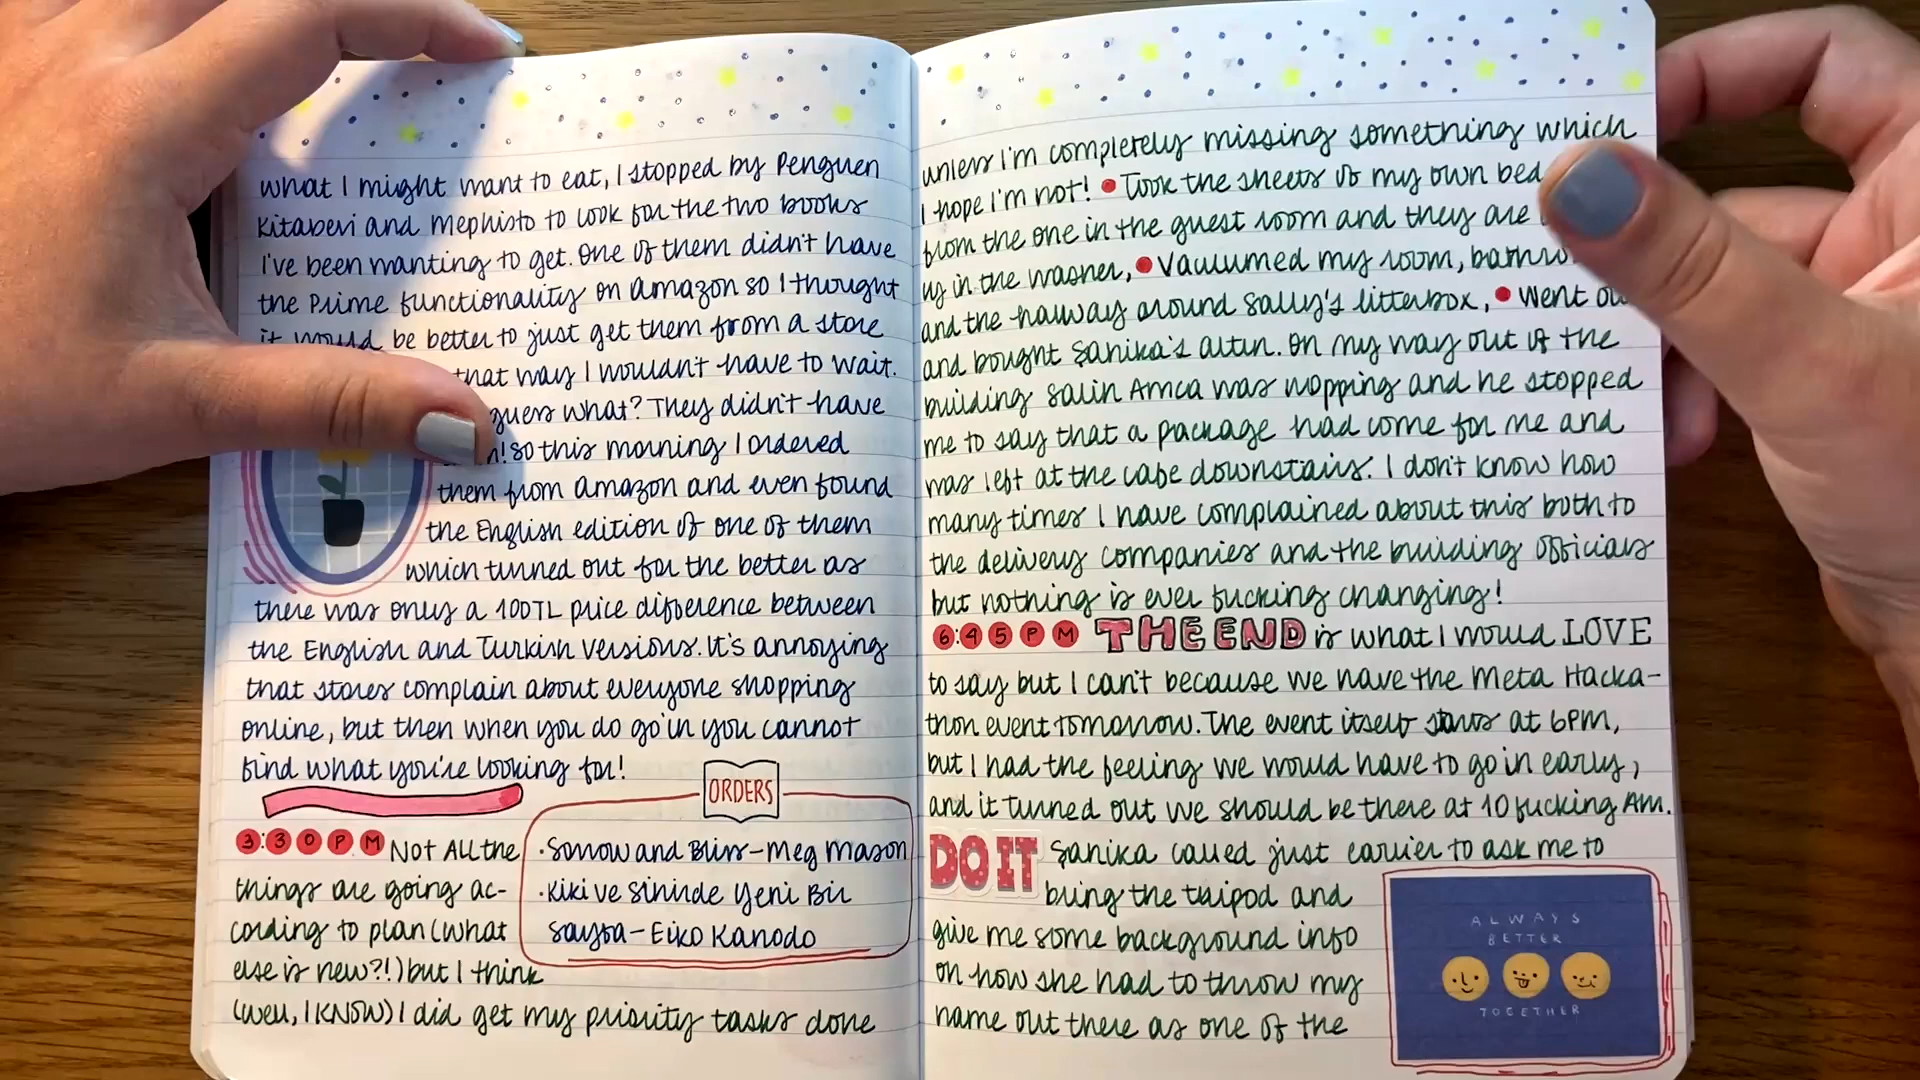 what I might want to eat, I stopped by Penguen
Kitabevi and Mephisto to look for the two books
I've been wanting to get. One of them didn't have
the Prime functionality on Amazon so I thought
it would be better to just get them from a store
that way I wouldn't have to wait.
guess what? They didn't have
so this morning I ordered
them from Amazon and even found
the English edition of one of them
which turned out for the better as
there was only a 100TL price difference between
the English and Turkish versions. It's annoying
that stores complain about everyone shopping
online, but then when you do go in you cannot
find what you're looking for!
ORDERS
• Sorrow and Bliss - Meg Mason
• Kiki ve Sihirde Yeni Bir
Sayfa - Eiko Kanodo
3:30PM Not ALL the
things are going ac-
cording to plan (what
else is new?!) but I think
(well, I KNOW) I did get my priority tasks done
unless I'm completely missing something which
I hope I'm not! • Took the sheets of my own bed
from the one in the guest room and they are
in the washer, • Vacuumed my room,
and the hallway around Sally's litterbox, • Went
and bought Şanika's altın. On my way out of the
building Salih Amca was mopping and he stopped
me to say that a package had come for me and
was left at the cafe downstairs. I don't know how
many times I have complained about this both to
the delivery companies and the building officials
but nothing is ever fucking changing!
6:45PM THE END is what I would LOVE
to say but I can't because we have the Meta Hacka-
thon event tomorrow. The event itself starts at 6PM,
but I had the feeling we would have to go in early,
and it turned out we should be there at 10 fucking AM.
DO IT Şanika called just earlier to ask me to
bring the tripod and
give me some background info
on how she had to throw my
name out there as one of the
ALWAYS
BETTER
TOGETHER